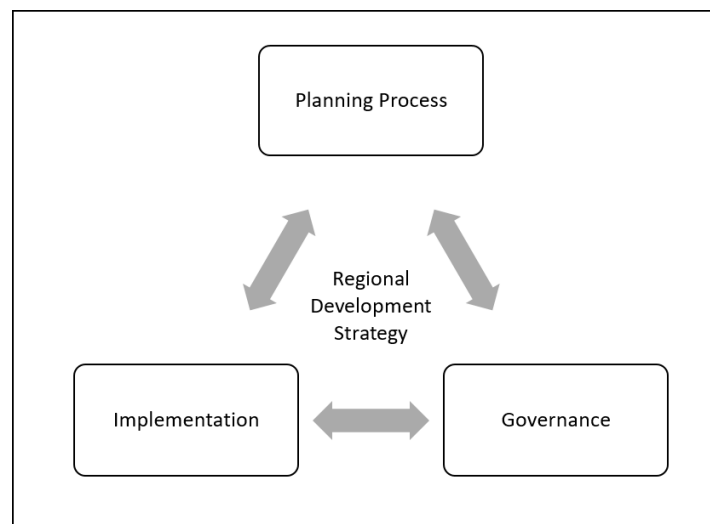 Planning Process
Regional
Development
Strategy
Implementation
Governance